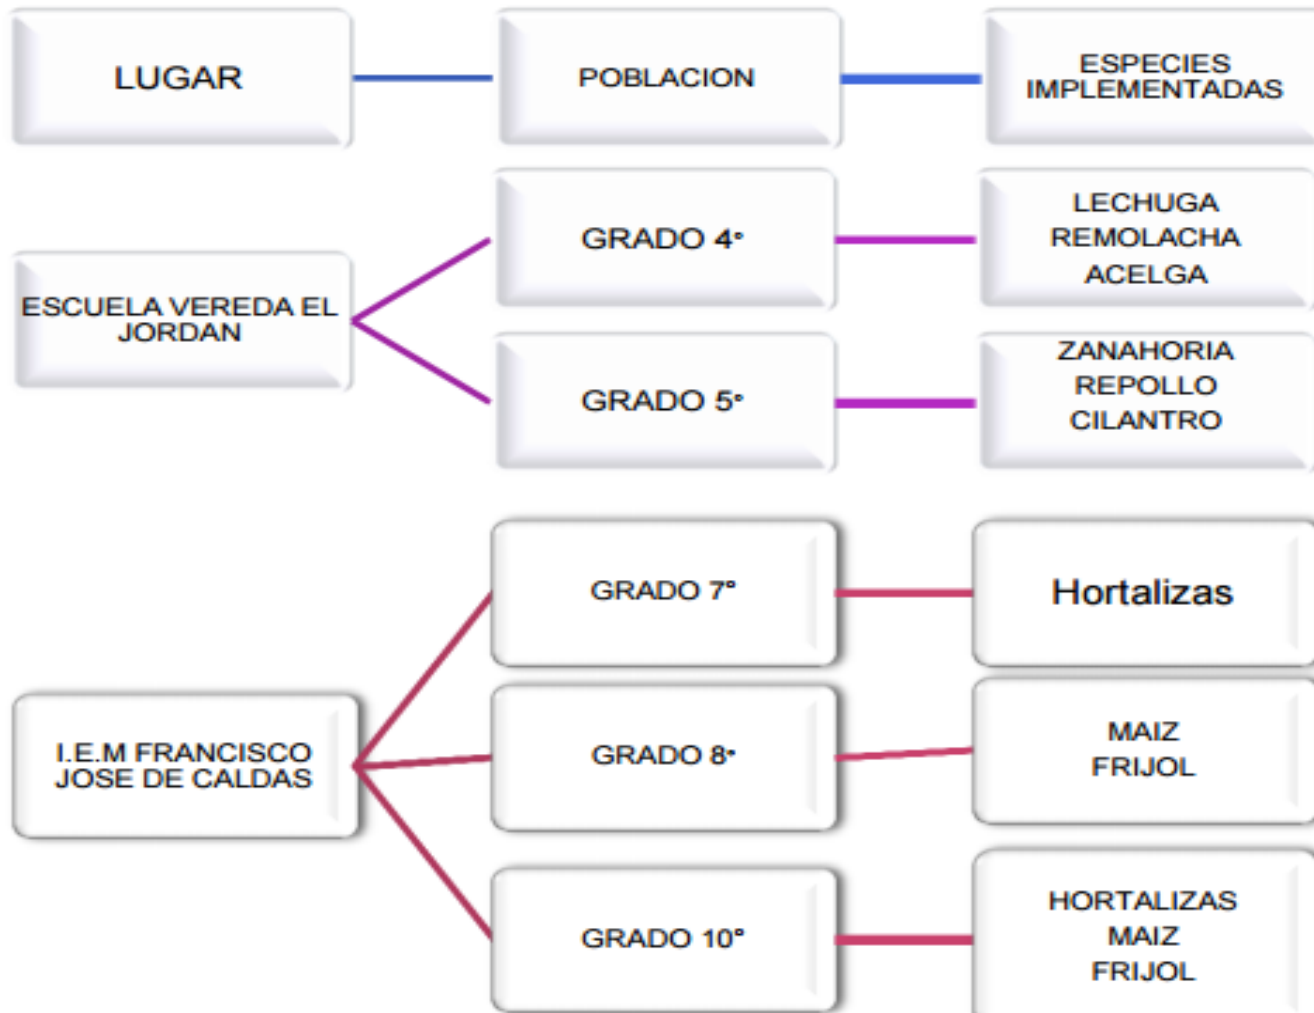 LUGAR
POBLACION
ESPECIES
IMPLEMENTADAS
ESCUELA VEREDA EL
JORDAN
GRADO 4°
LECHUGA
REMOLACHA
ACELGA
GRADO 5°
ZANAHORIA
REPOLLO
CILANTRO
I.E.M FRANCISCO
JOSE DE CALDAS
GRADO 7°
Hortalizas
GRADO 8°
MAIZ
FRIJOL
GRADO 10°
HORTALIZAS
MAIZ
FRIJOL